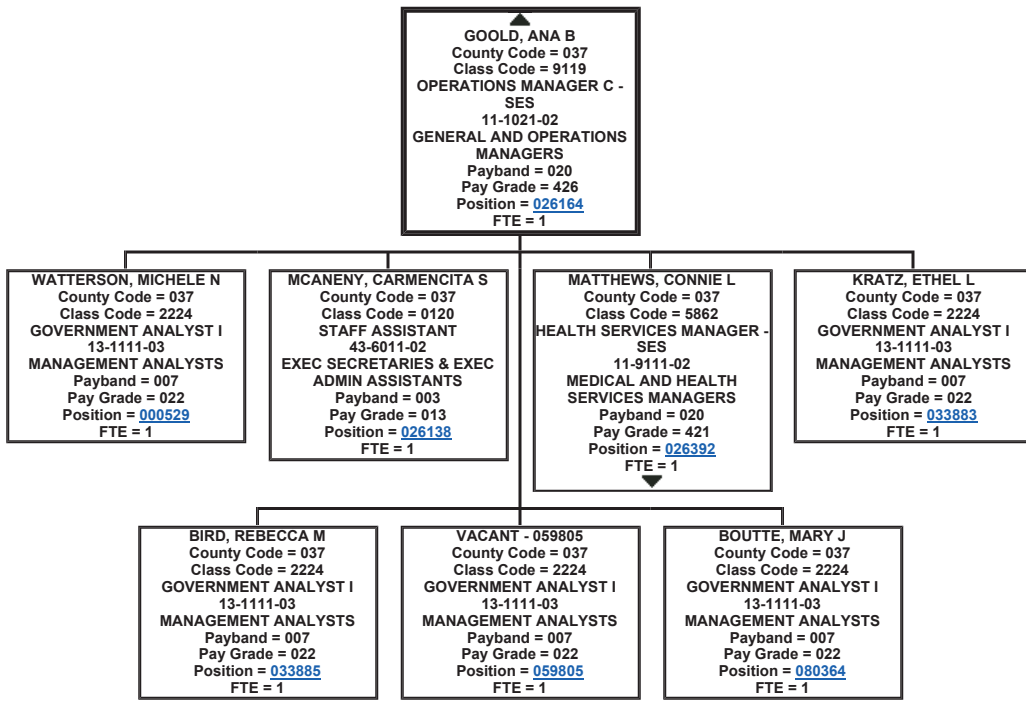 GOOLD, ANA B
County Code = 037
Class Code = 9119
OPERATIONS MANAGER C -
SES
11-1021-02
GENERAL AND OPERATIONS
MANAGERS
Payband = 020
Pay Grade = 426
Position = 026164
FTE = 1
WATTERSON, MICHELE N
County Code = 037
Class Code = 2224
GOVERNMENT ANALYST I
13-1111-03
MANAGEMENT ANALYSTS
Payband = 007
Pay Grade = 022
Position = 000529
FTE = 1
MCANENY, CARMENCITA S
County Code = 037
Class Code = 0120
STAFF ASSISTANT
43-6011-02
EXEC SECRETARIES & EXEC
ADMIN ASSISTANTS
Payband = 003
Pay Grade = 013
Position = 026138
FTE = 1
MATTHEWS, CONNIE L
County Code = 037
Class Code = 5862
HEALTH SERVICES MANAGER -
SES
11-9111-02
MEDICAL AND HEALTH
SERVICES MANAGERS
Payband = 020
Pay Grade = 421
Position = 026392
FTE = 1
KRATZ, ETHEL L
County Code = 037
Class Code = 2224
GOVERNMENT ANALYST I
13-1111-03
MANAGEMENT ANALYSTS
Payband = 007
Pay Grade = 022
Position = 033883
FTE = 1
BIRD, REBECCA M
County Code = 037
Class Code = 2224
GOVERNMENT ANALYST I
13-1111-03
MANAGEMENT ANALYSTS
Payband = 007
Pay Grade = 022
Position = 033885
FTE = 1
VACANT - 059805
County Code = 037
Class Code = 2224
GOVERNMENT ANALYST I
13-1111-03
MANAGEMENT ANALYSTS
Payband = 007
Pay Grade = 022
Position = 059805
FTE = 1
BOUTTE, MARY J
County Code = 037
Class Code = 2224
GOVERNMENT ANALYST I
13-1111-03
MANAGEMENT ANALYSTS
Payband = 007
Pay Grade = 022
Position = 080364
FTE = 1